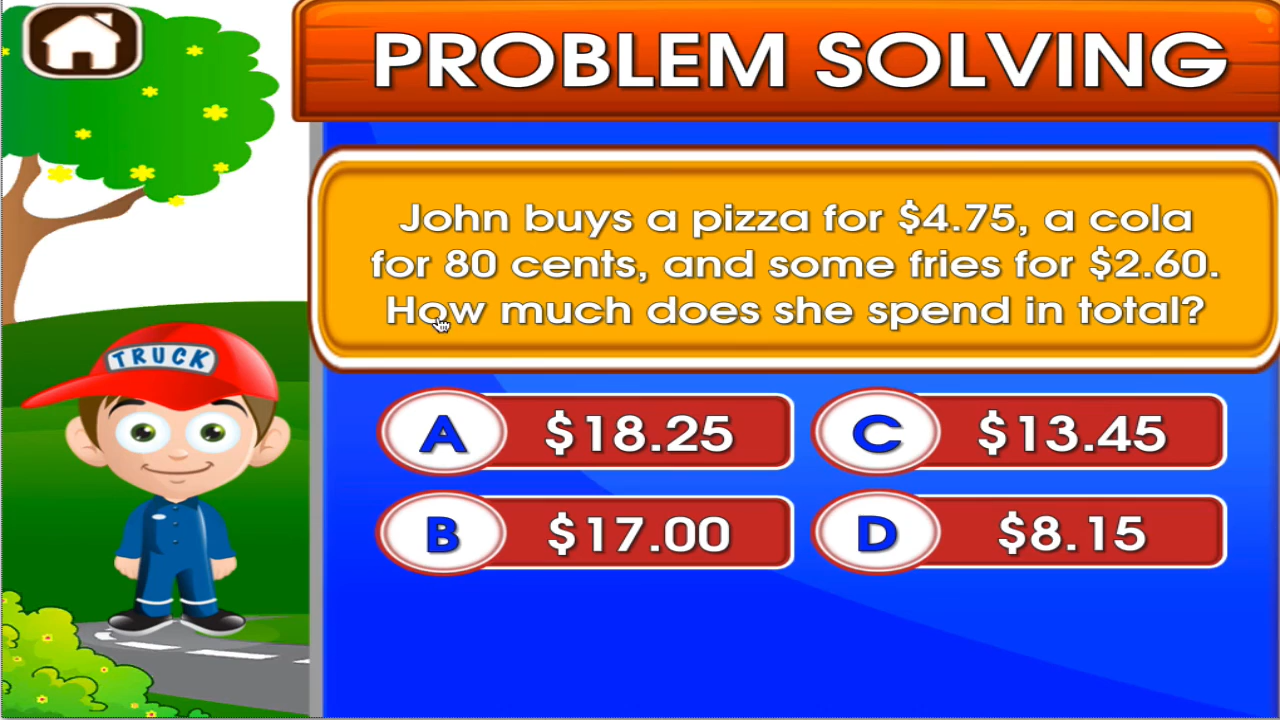 PROBLEM SOLVING
John buys a pizza for $4.75, a cola
for 80 cents, and some fries for $2.60.
How much does she spend in total?
TRUCK
A $18.25
C $13.45
B $17.00
D $8.15